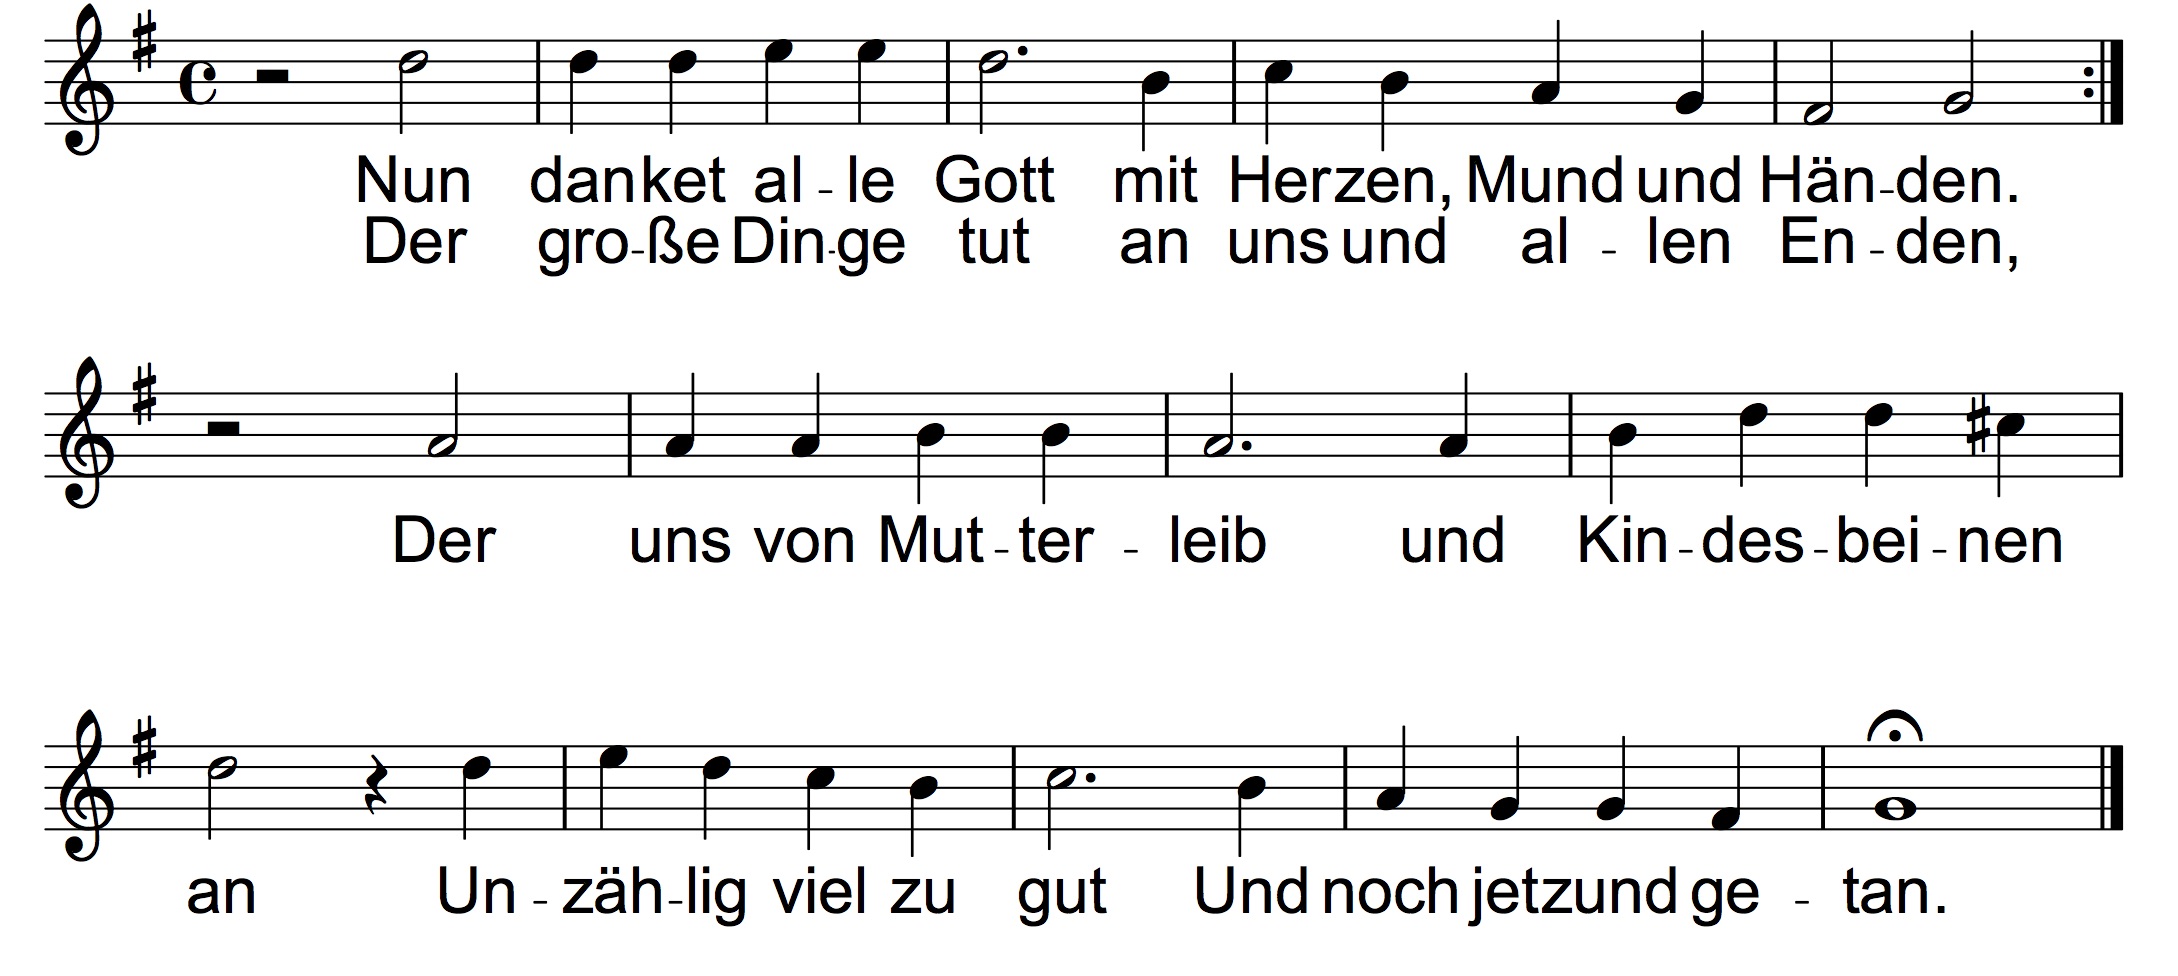 Nun danket al - le Gott mit Herzen, Mund und Hän-den.
Der gro-ße Din-ge tut an uns und al - len En - den,
Der uns von Mut - ter - leib und Kin - des - bei - nen
an Un - zäh-lig viel zu gut Und noch jetzund ge - tan.